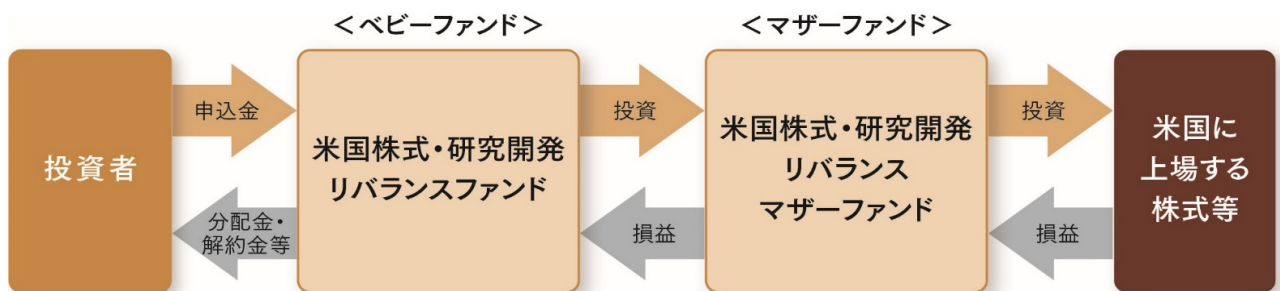 <ベビーファンド>
<マザーファンド>
投資者
申込金
分配金・
解約金等
米国株式・研究開発
リバランスファンド
投資
損益
米国株式・研究開発
リバランス
マザーファンド
投資
損益
米国に
上場する
株式等